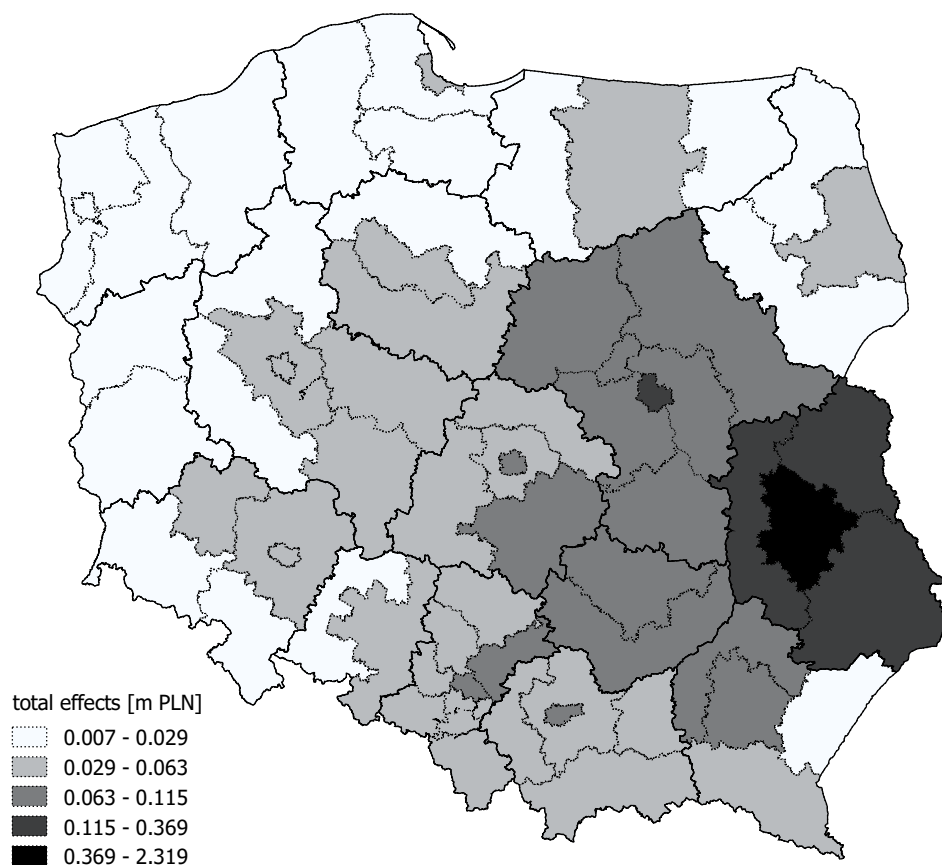 total effects [m PLN]
0.007 - 0.029
0.029 - 0.063
0.063 - 0.115
0.115 - 0.369
0.369 - 2.319